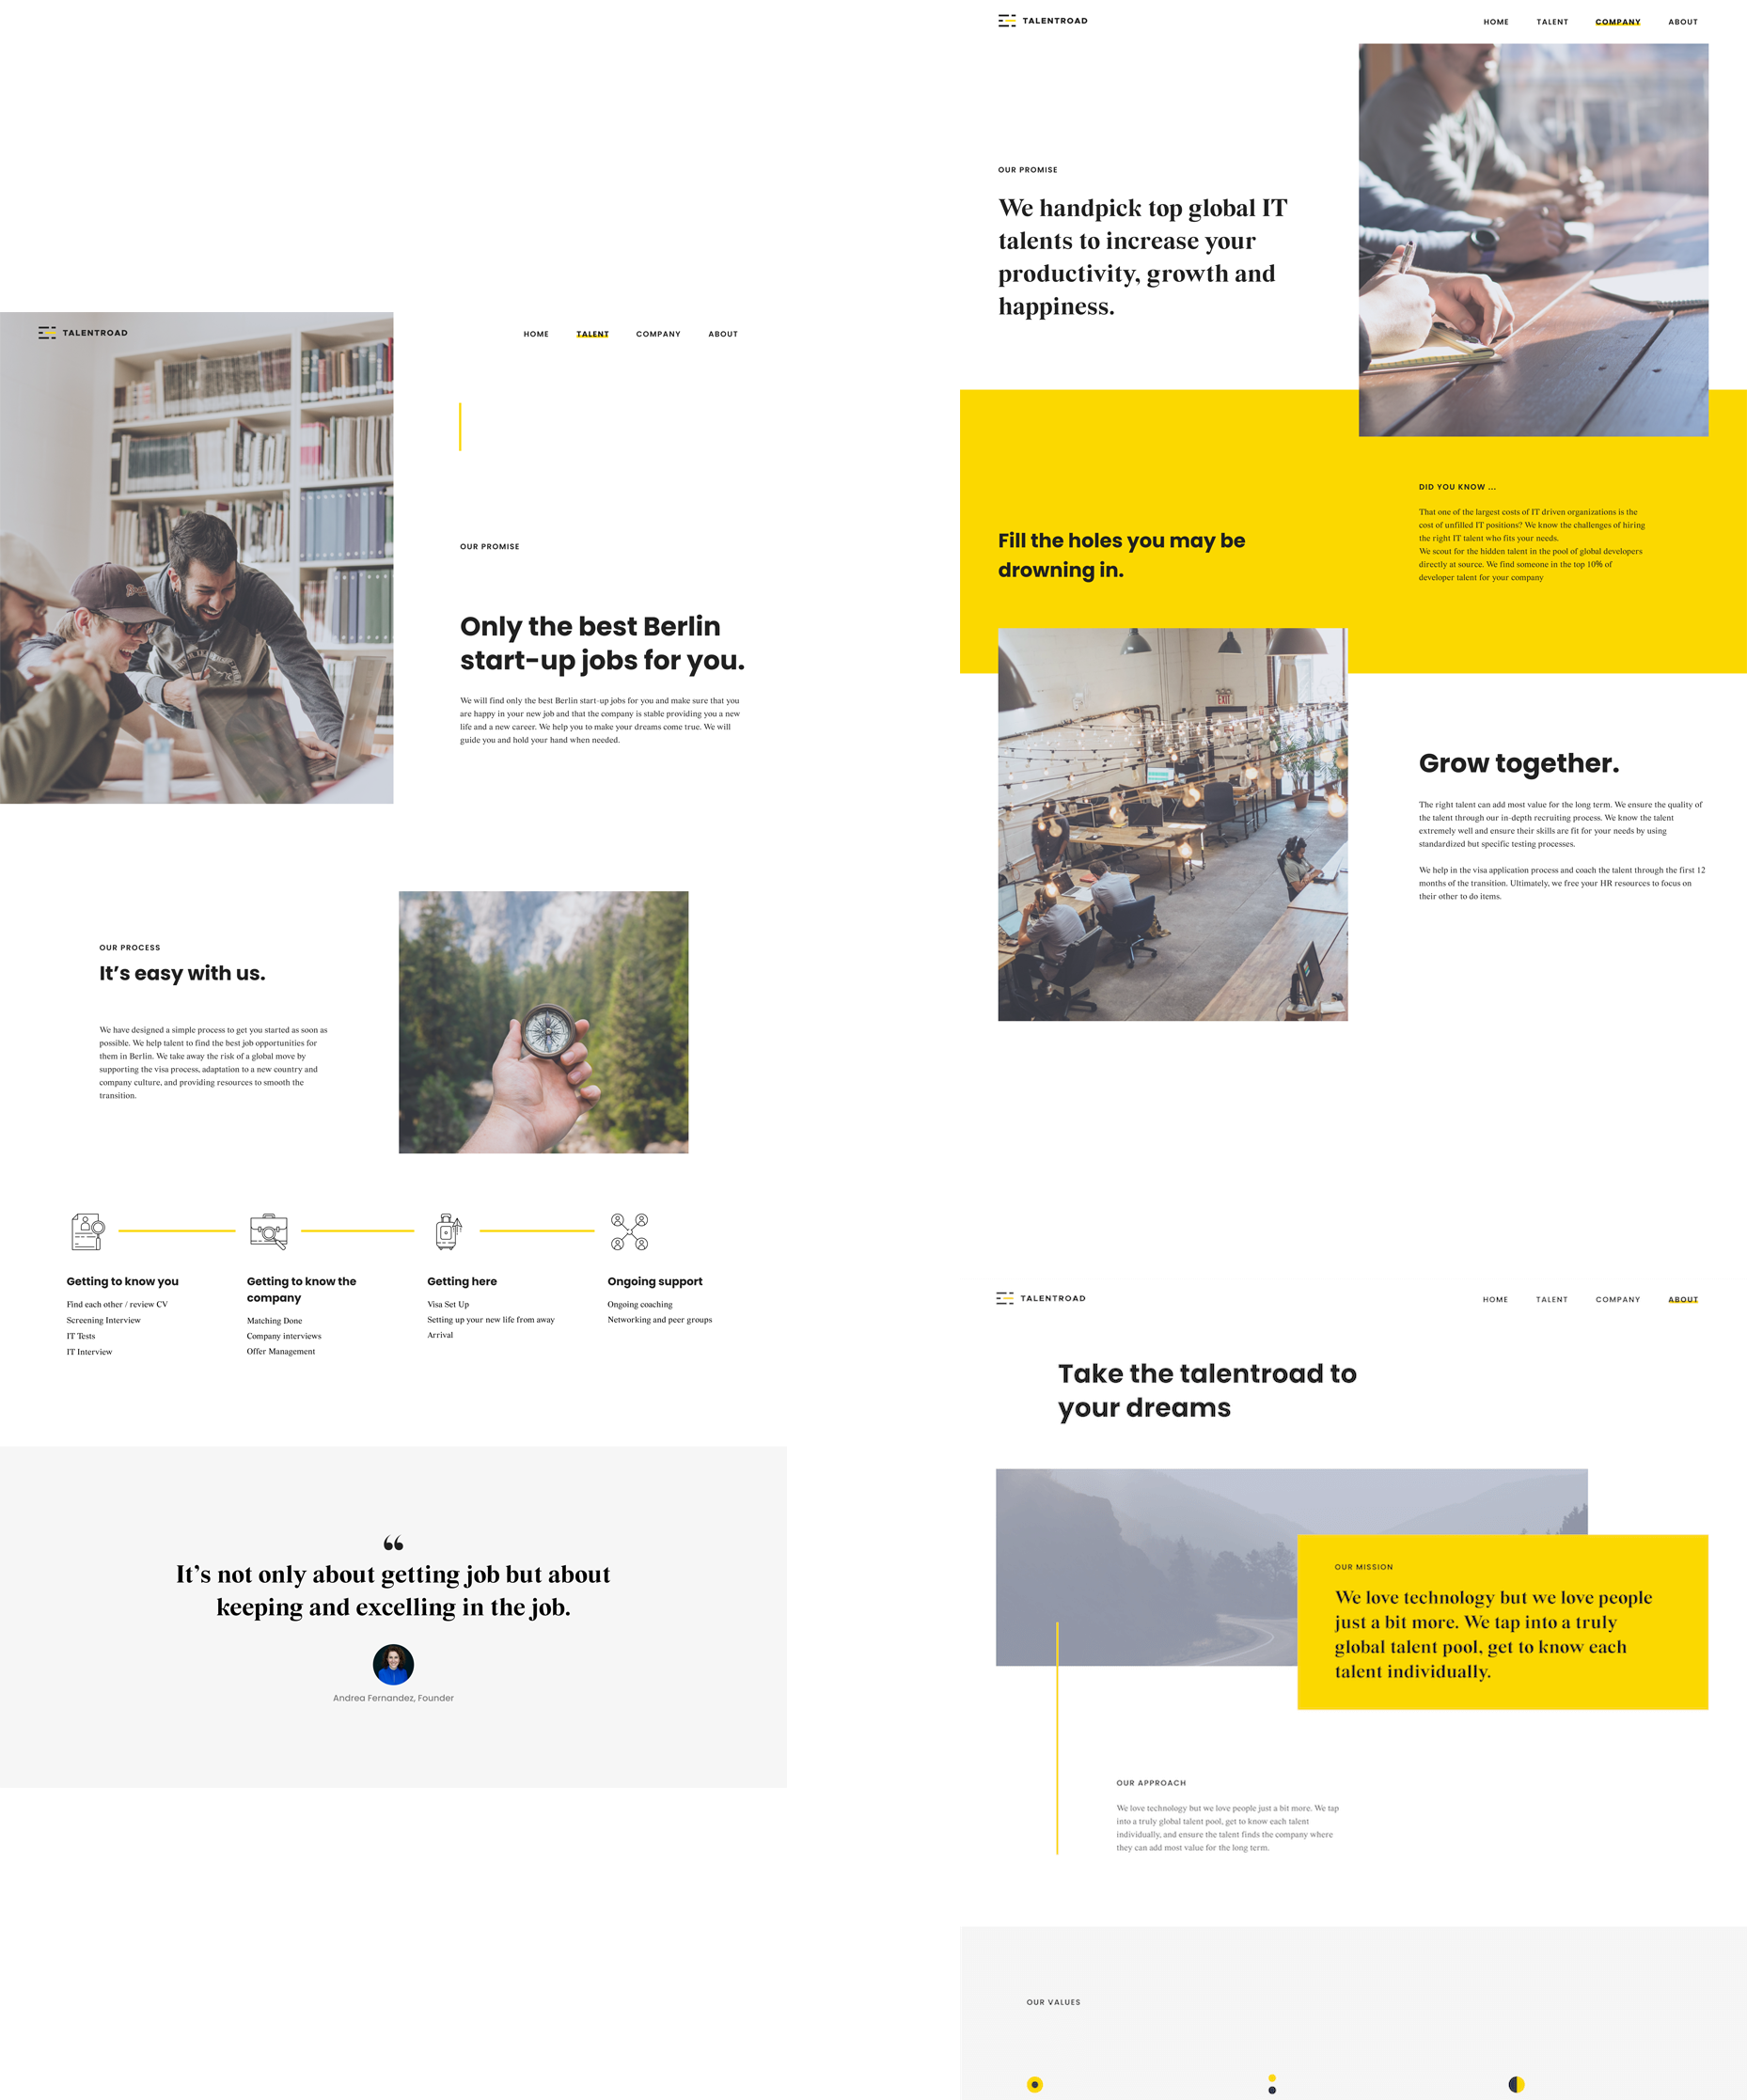 TALENTROAD
HOME TALENT COMPANY ABOUT
OUR PROMISE
Only the best Berlin
start-up jobs for you.
We will find only the best Berlin start-up jobs for you and make sure that you
are happy in your new job and that the company is stable providing you a new
life and a new career. We help you to make your dreams come true. We will
guide you and hold your hand when needed.
OUR PROCESS
It’s easy with us.
We have designed a simple process to get you started as soon as
possible. We help talent to find the best job opportunities for
them in Berlin. We take away the risk of a global move by
supporting the visa process, adaptation to a new country and
company culture, and providing resources to smooth the
transition.
Getting to know you
Find each other / review CV
Screening Interview
IT Tests
IT Interview
Getting to know the
company
Matching Done
Company interviews
Offer Management
Getting here
Visa Set Up
Setting up your new life from away
Arrival
Ongoing support
Ongoing coaching
Networking and peer groups
“
It’s not only about getting job but about
keeping and excelling in the job.
Andrea Fernandez, Founder
TALENTROAD
HOME TALENT COMPANY ABOUT
OUR PROMISE
We handpick top global IT
talents to increase your
productivity, growth and
happiness.
Fill the holes you may be
drowning in.
DID YOU KNOW ...
That one of the largest costs of IT driven organizations is the
cost of unfilled IT positions? We know the challenges of hiring
the right IT talent who fits your needs.
We scout for the hidden talent in the pool of global developers
directly at source. We find someone in the top 10% of
developer talent for your company
EXIT
Grow together.
The right talent can add most value for the long term. We ensure the quality of
the talent through our in-depth recruiting process. We know the talent
extremely well and ensure their skills are fit for your needs by using
standardized but specific testing processes.
We help in the visa application process and coach the talent through the first 12
months of the transition. Ultimately, we free your HR resources to focus on
their other to do items.
TALENTROAD
HOME TALENT COMPANY ABOUT
Take the talentroad to
your dreams
OUR MISSION
We love technology but we love people
just a bit more. We tap into a truly
global talent pool, get to know each
talent individually.
OUR APPROACH
We love technology but we love people just a bit more. We tap
into a truly global talent pool, get to know each talent
individually, and ensure the talent finds the company where
they can add most value for the long term.
OUR VALUES